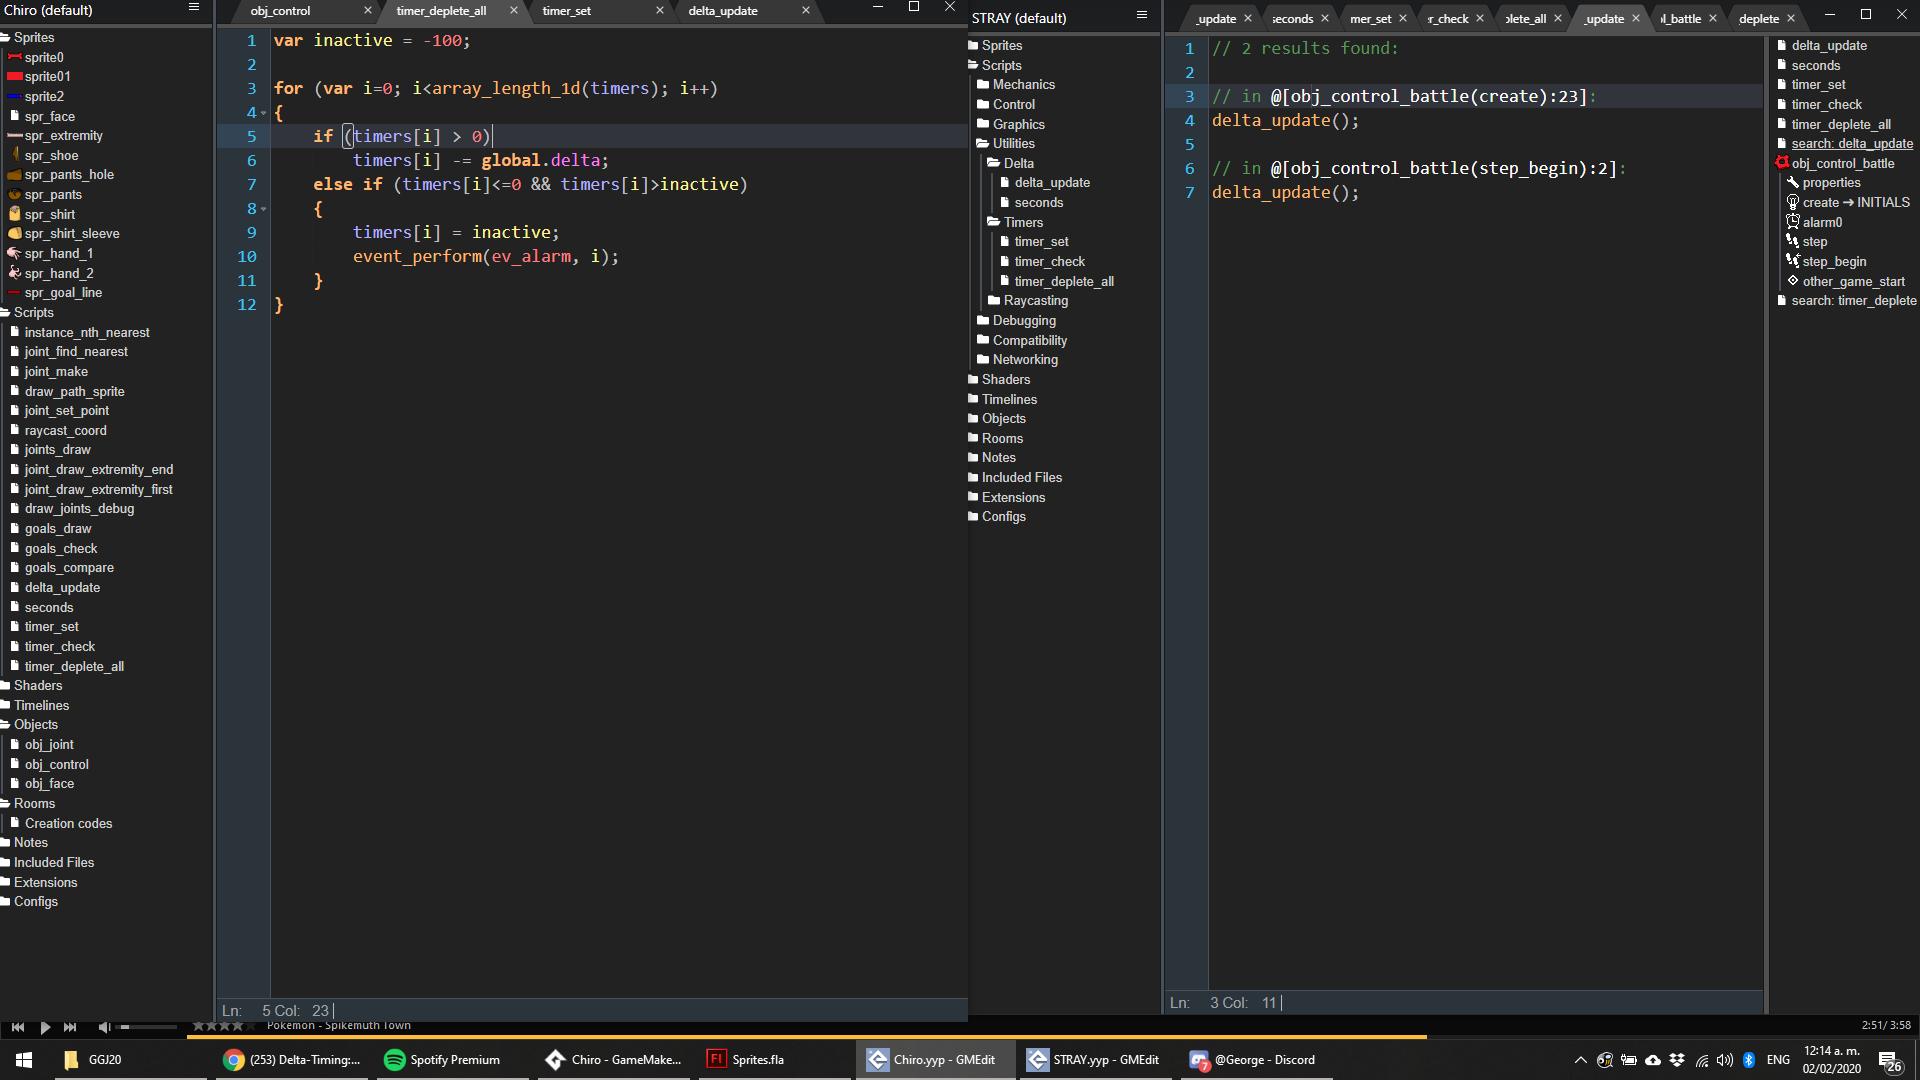 Chiro (default)
Sprites
sprite0
sprite01
sprite2
spr_face
spr_extremity
spr_shoe
spr_pants_hole
spr_pants
spr_shirt
spr_shirt_sleeve
spr_hand_1
spr_hand_2
spr_goal_line
Scripts
instance_nth_nearest
joint_find_nearest
joint_make
draw_path_sprite
joint_set_point
raycast_coord
joints_draw
joint_draw_extremity_end
joint_draw_extremity_first
draw_joints_debug
goals_draw
goals_check
goals_compare
delta_update
seconds
timer_set
timer_check
timer_deplete_all
Shaders
Timelines
Objects
obj_joint
obj_control
obj_face
Rooms
Creation codes
Notes
Included Files
Extensions
Configs
obj_control timer_deplete_all timer_set delta_update
1 var inactive = -100;
2
3 for (var i=0; i<array_length_1d(timers); i++)
4 {
5 if (timers[i] > 0)
6 timers[i] -= global.delta;
7 else if (timers[i]<=0 && timers[i]>inactive)
8 {
9 timers[i] = inactive;
10 event_perform(ev_alarm, i);
11 }
12 }
Ln: 5 Col: 23
STRAY (default)
Sprites
Scripts
Mechanics
Control
Graphics
Utilities
Delta
delta_update
seconds
Timers
timer_set
timer_check
timer_deplete_all
Raycasting
Debugging
Compatibility
Networking
Shaders
Timelines
Objects
Rooms
Notes
Included Files
Extensions
Configs
_update seconds mer_set r_check plete_all _update l_battle deplete
1 // 2 results found:
2
3 // in @[obj_control_battle(create):23]:
4 delta_update();
5
6 // in @[obj_control_battle(step_begin):2]:
7 delta_update();
Ln: 3 Col: 11
delta_update
seconds
timer_set
timer_check
timer_deplete_all
search: delta_update
obj_control_battle
properties
create → INITIALS
alarm0
step
step_begin
other_game_start
search: timer_deplete
Pokemon - Spikemuth Town
2:51/ 3:58
GGJ20
(253) Delta-Timing:...
Spotify Premium
Chiro - GameMake...
Fl Sprites.fla
Chiro.yyp - GMEdit
STRAY.yyp - GMEdit
7 @George - Discord
ENG
12:14 a. m.
02/02/2020
26